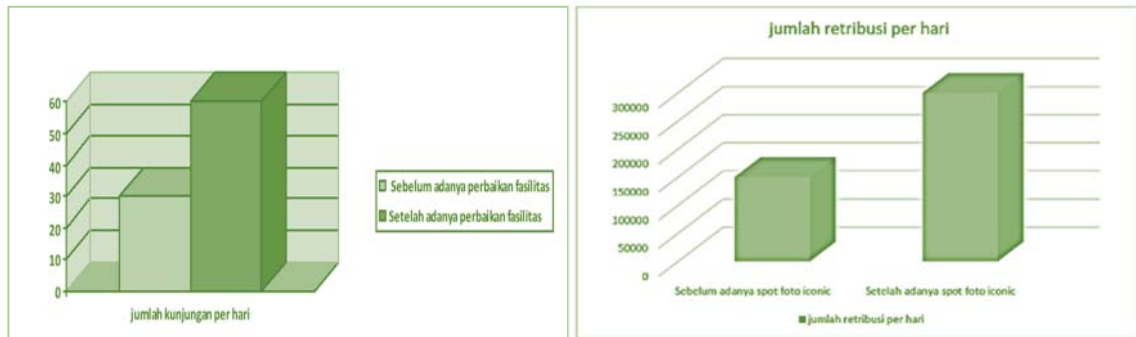 60
50
40
30
20
10
0
jumlah kunjungan per hari
Sebelum adanya perbaikan fasilitas
Setelah adanya perbaikan fasilitas
jumlah retribusi per hari
300000
250000
200000
150000
100000
50000
0
Sebelum adanya spot foto iconic
Setelah adanya spot foto iconic
jumlah retribusi per hari